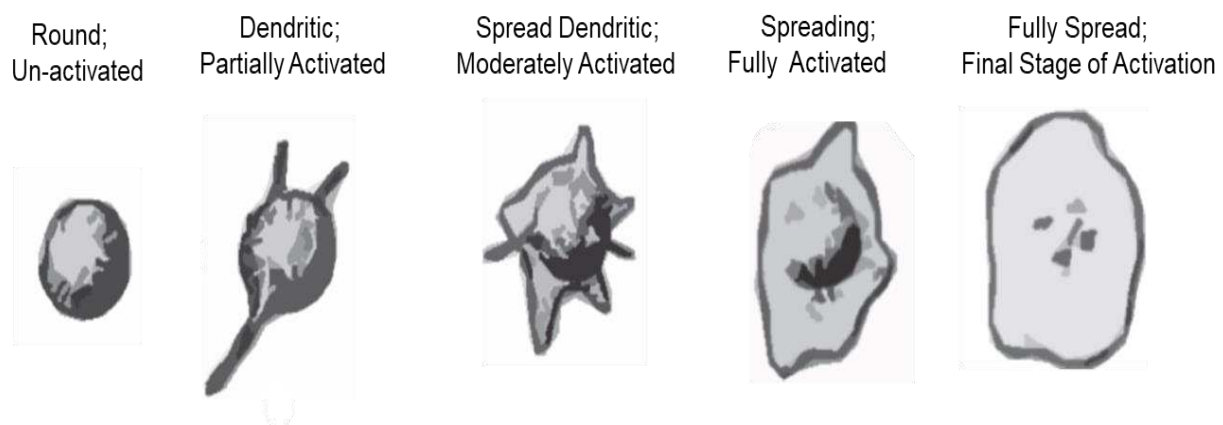 Round;
Un-activated
Dendritic;
Partially Activated
Spread Dendritic;
Moderately Activated
Spreading;
Fully Activated
Fully Spread;
Final Stage of Activation